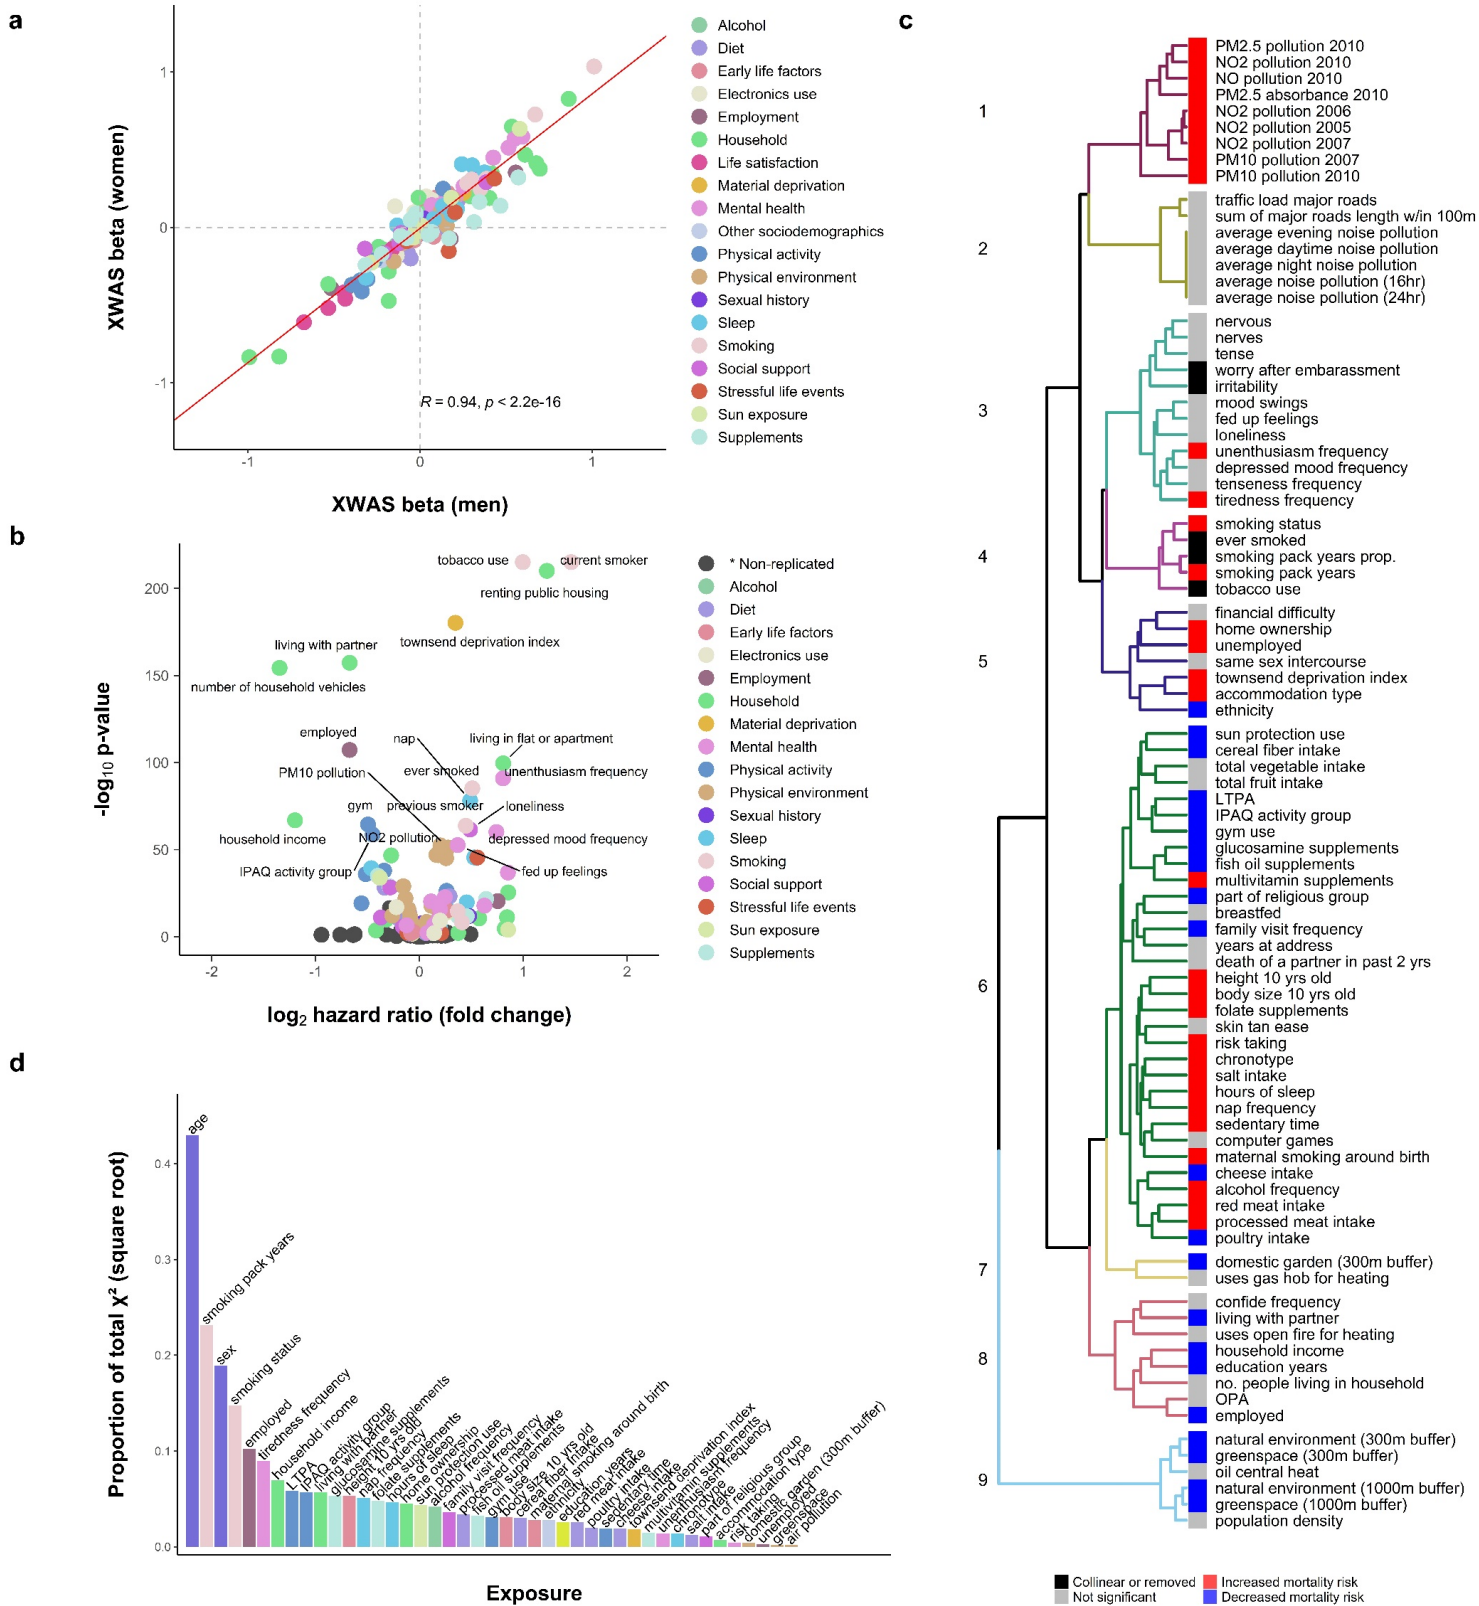 a
XWAS beta (women)
1
0
-1
-1
0
1
R = 0.94, p < 2.2e-16
XWAS beta (men)
Alcohol
Diet
Early life factors
Electronics use
Employment
Household
Life satisfaction
Material deprivation
Mental health
Other sociodemographics
Physical activity
Physical environment
Sexual history
Sleep
Smoking
Social support
Stressful life events
Sun exposure
Supplements
b
-log10 p-value
200
150
100
50
0
-2
-1
0
1
2
log2 hazard ratio (fold change)
tobacco use
current smoker
renting public housing
townsend deprivation index
living with partner
number of household vehicles
employed
nap
living in flat or apartment
PM10 pollution
ever smoked
unenthusiasm frequency
gym
previous smoker
loneliness
household income
NO2 pollution
depressed mood frequency
IPAQ activity group
fed up feelings
* Non-replicated
Alcohol
Diet
Early life factors
Electronics use
Employment
Household
Material deprivation
Mental health
Physical activity
Physical environment
Sexual history
Sleep
Smoking
Social support
Stressful life events
Sun exposure
Supplements
c
1
PM2.5 pollution 2010
NO2 pollution 2010
NO pollution 2010
PM2.5 absorbance 2010
NO2 pollution 2006
NO2 pollution 2005
NO2 pollution 2007
PM10 pollution 2007
PM10 pollution 2010
2
traffic load major roads
sum of major roads length w/in 100m
average evening noise pollution
average daytime noise pollution
average night noise pollution
average noise pollution (16hr)
average noise pollution (24hr)
3
nervous
nerves
tense
worry after embarassment
irritability
mood swings
fed up feelings
loneliness
unenthusiasm frequency
depressed mood frequency
tenseness frequency
tiredness frequency
4
smoking status
ever smoked
smoking pack years prop.
smoking pack years
tobacco use
5
financial difficulty
home ownership
unemployed
same sex intercourse
townsend deprivation index
accommodation type
ethnicity
6
sun protection use
cereal fiber intake
total vegetable intake
total fruit intake
LTPA
IPAQ activity group
gym use
glucosamine supplements
fish oil supplements
multivitamin supplements
part of religious group
breastfed
family visit frequency
years at address
death of a partner in past 2 yrs
height 10 yrs old
body size 10 yrs old
folate supplements
skin tan ease
risk taking
chronotype
salt intake
hours of sleep
nap frequency
sedentary time
computer games
maternal smoking around birth
cheese intake
alcohol frequency
red meat intake
processed meat intake
poultry intake
7
domestic garden (300m buffer)
uses gas hob for heating
8
confide frequency
living with partner
uses open fire for heating
household income
education years
no. people living in household
OPA
employed
9
natural environment (300m buffer)
greenspace (300m buffer)
oil central heat
natural environment (1000m buffer)
greenspace (1000m buffer)
population density
Collinear or removed
Not significant
Increased mortality risk
Decreased mortality risk
d
Proportion of total χ² (square root)
0.4
0.3
0.2
0.1
0.0
age
smoking pack years
sex
smoking status
employed
tiredness frequency
household income
LTPA
IPAQ activity group
living with partner
glucosamine supplements
height 10 yrs old
nap frequency
folate supplements
hours of sleep
home ownership
sun protection use
alcohol frequency
family visit frequency
processed meat intake
fish oil supplements
gym use
body size 10 yrs old
cereal fiber intake
maternal smoking around birth
ethnicity
education years
red meat intake
poultry intake
sedentary time
cheese intake
townsend deprivation index
multivitamin supplements
unenthusiasm frequency
chronotype
salt intake
part of religious group
accommodation type
risk taking
domestic garden (300m buffer)
unemployed
greenspace
air pollution
Exposure